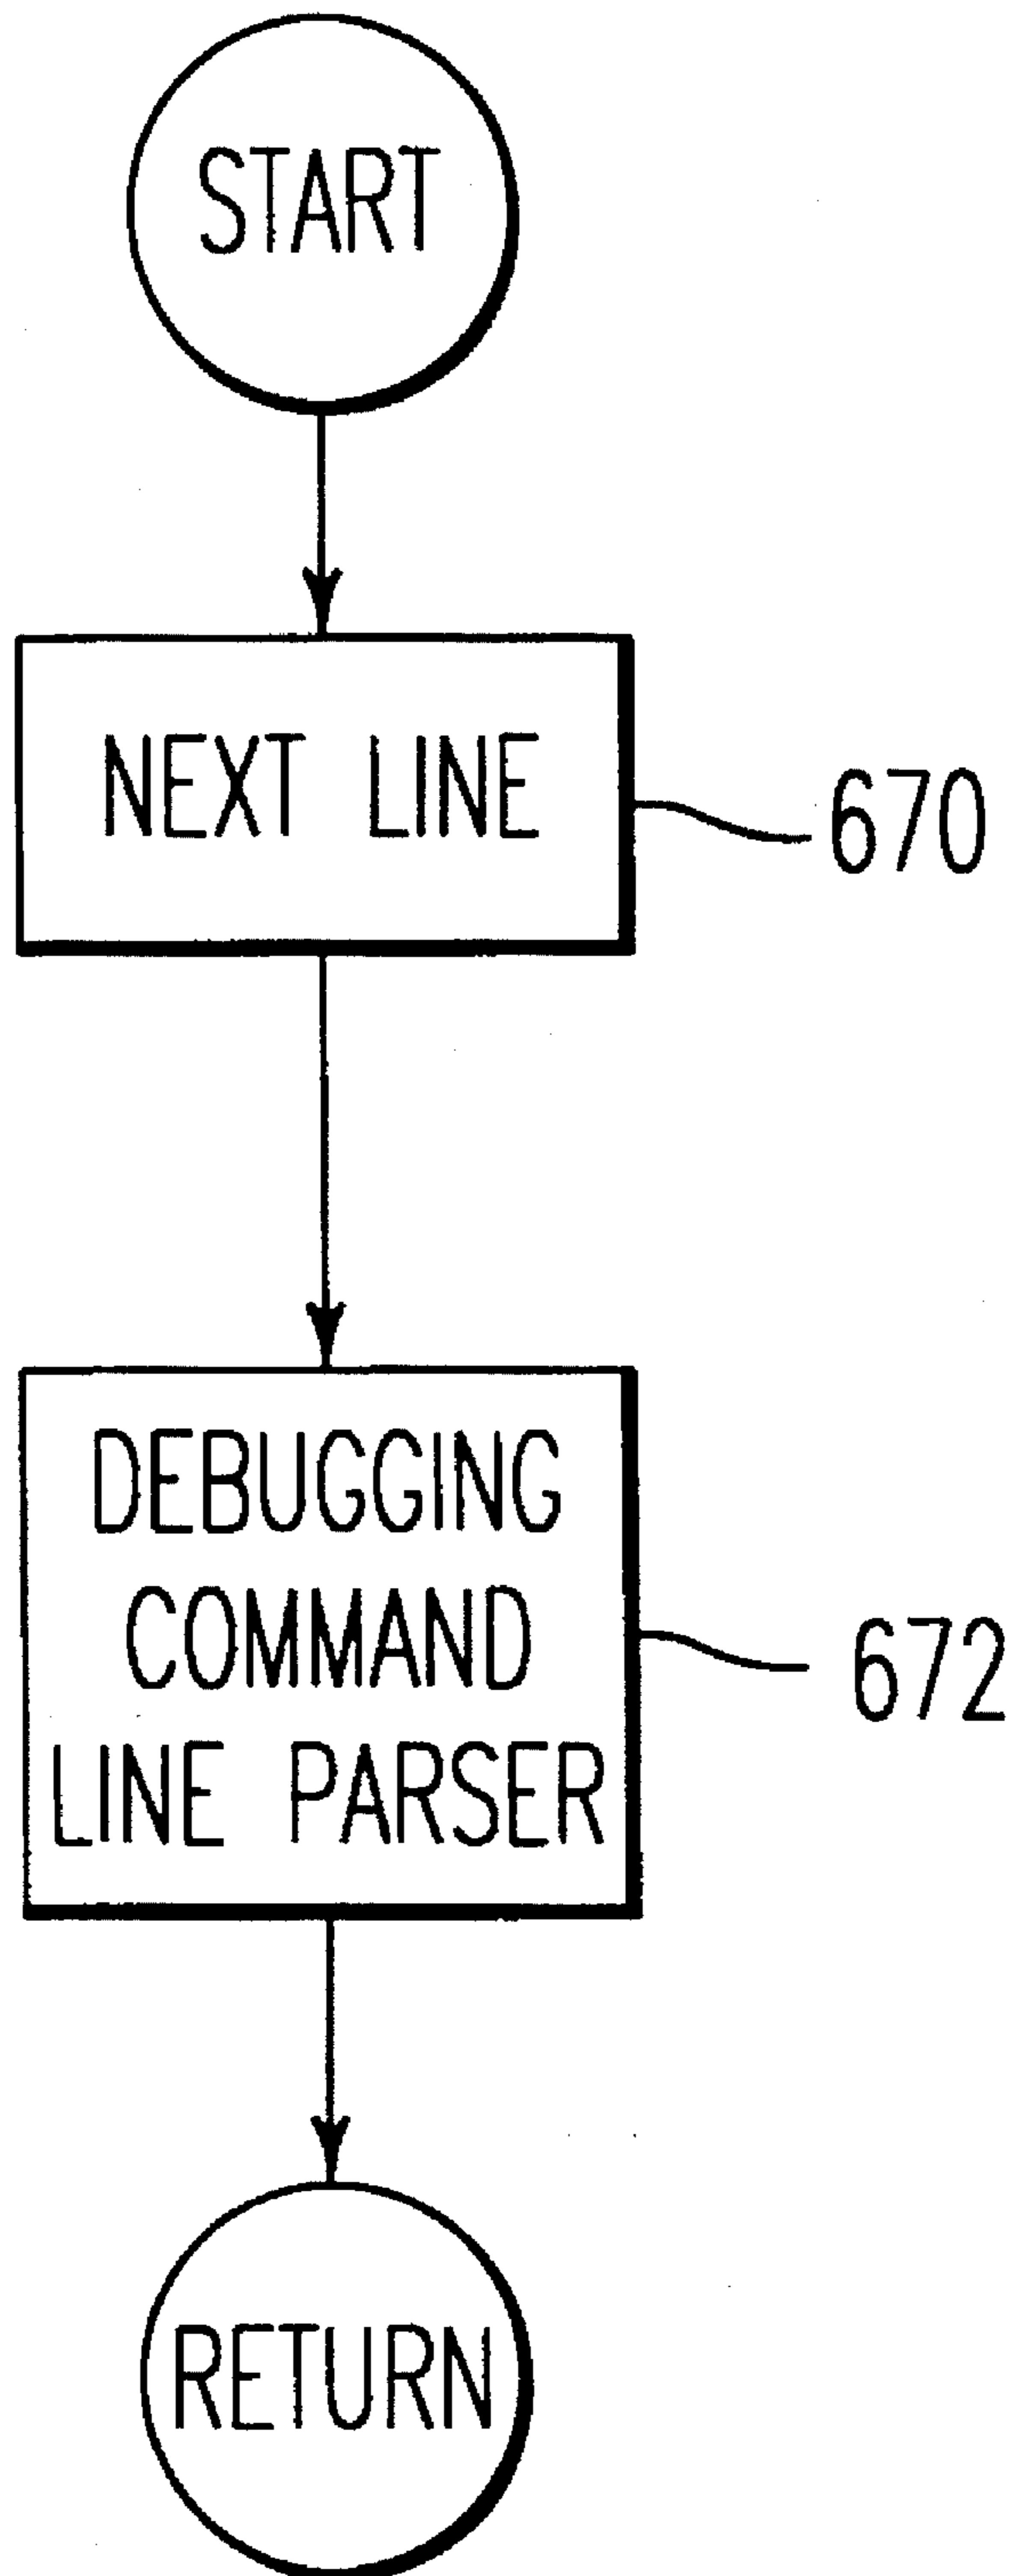 START
NEXT LINE
670
DEBUGGING
COMMAND
LINE PARSER
672
RETURN